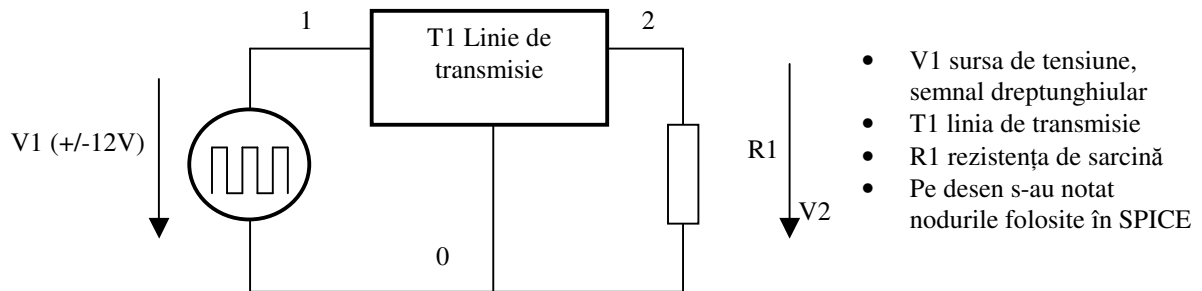 1
T1 Linie de
transmisie
2
V1 (+/-12V)
R1
V2
0
• V1 sursa de tensiune,
semnal dreptunghiular
• T1 linia de transmisie
• R1 rezistența de sarcină
• Pe desen s-au notat
nodurile folosite în SPICE